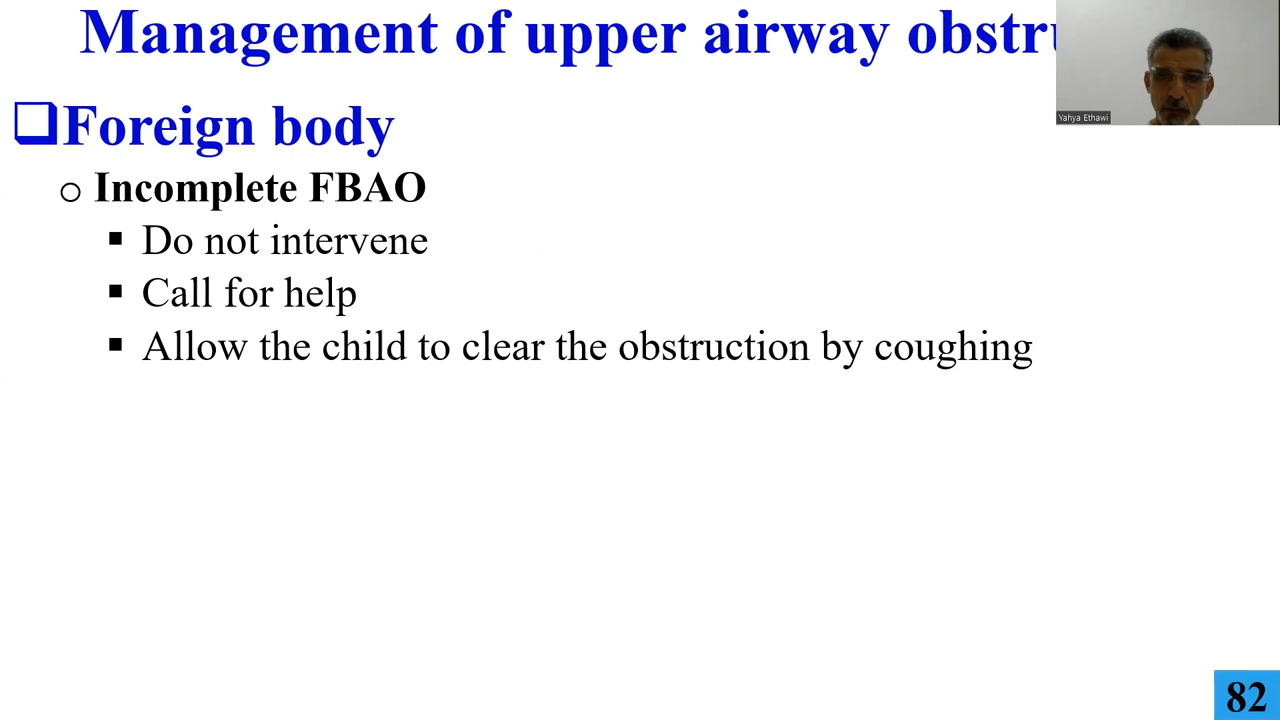 Management of upper airway obstru
Yahya Ethawi
Foreign body
Incomplete FBAO
Do not intervene
Call for help
Allow the child to clear the obstruction by coughing
82